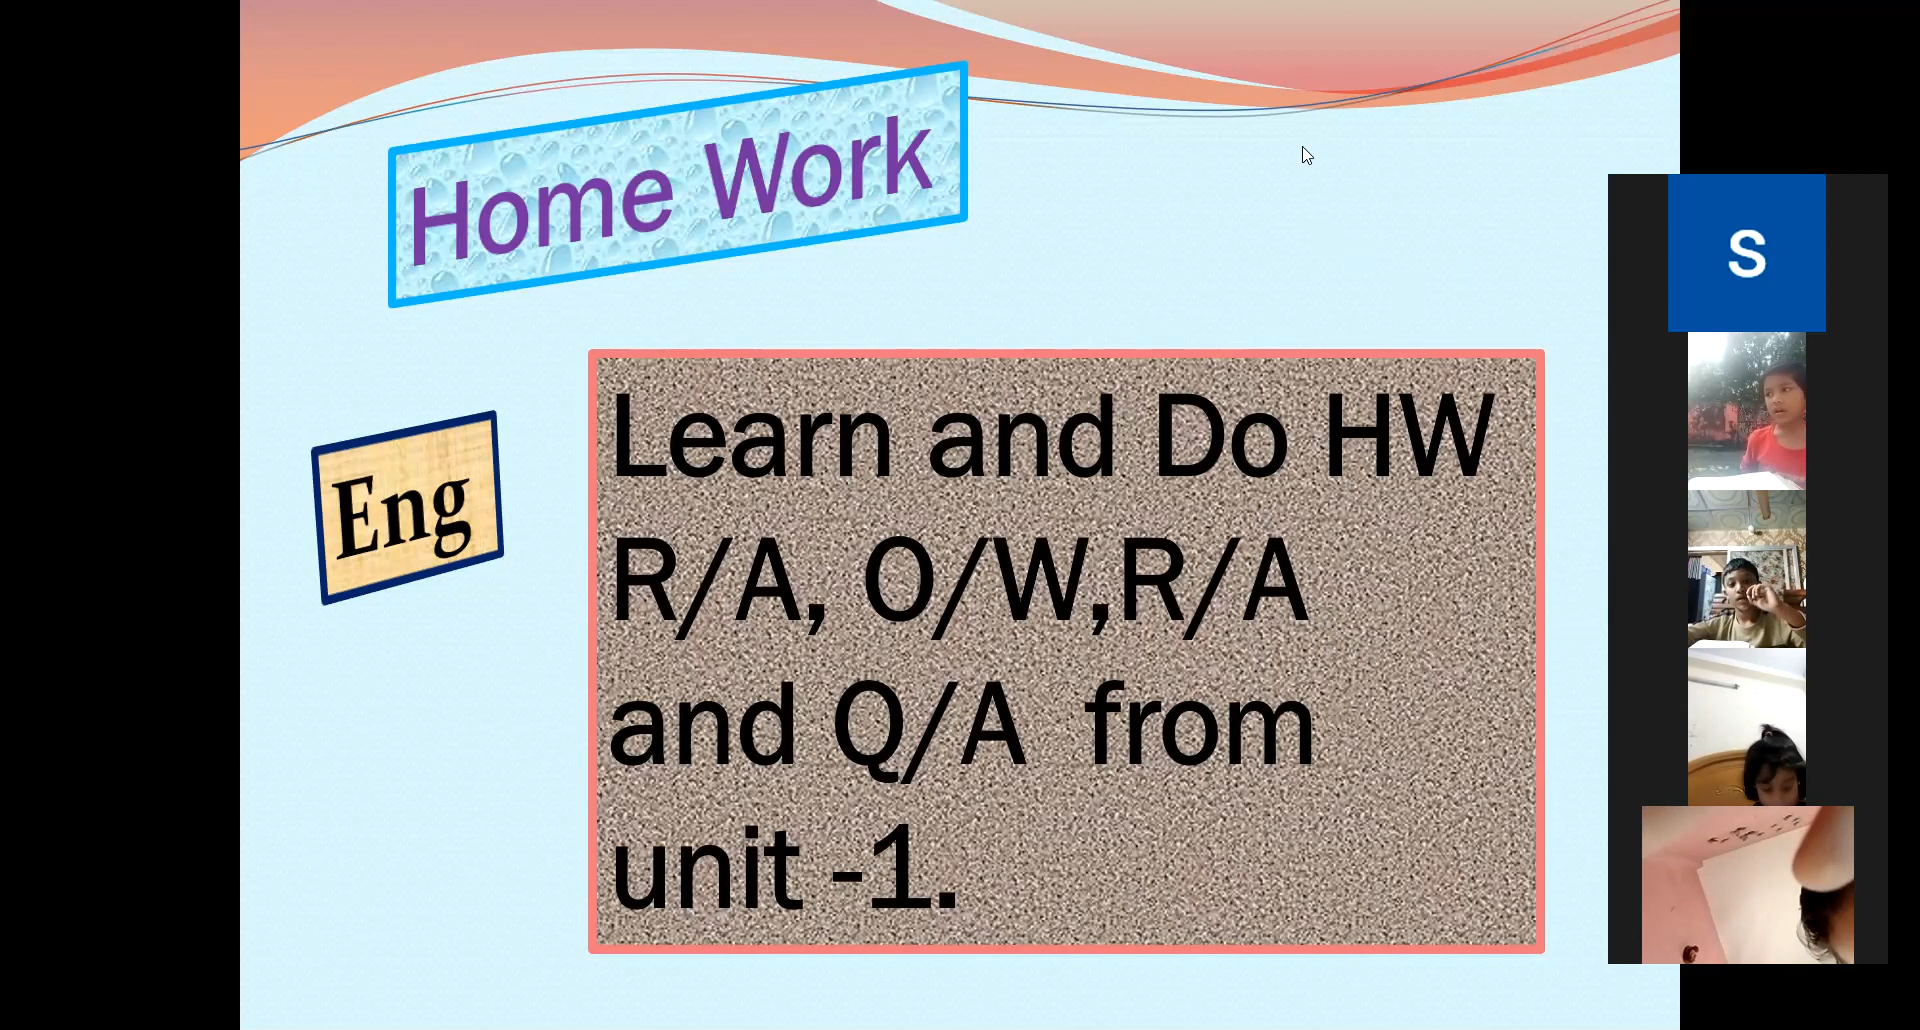 Home Work
Eng
Learn and Do HW
R/A, O/W,R/A
and Q/A from
unit -1.
S